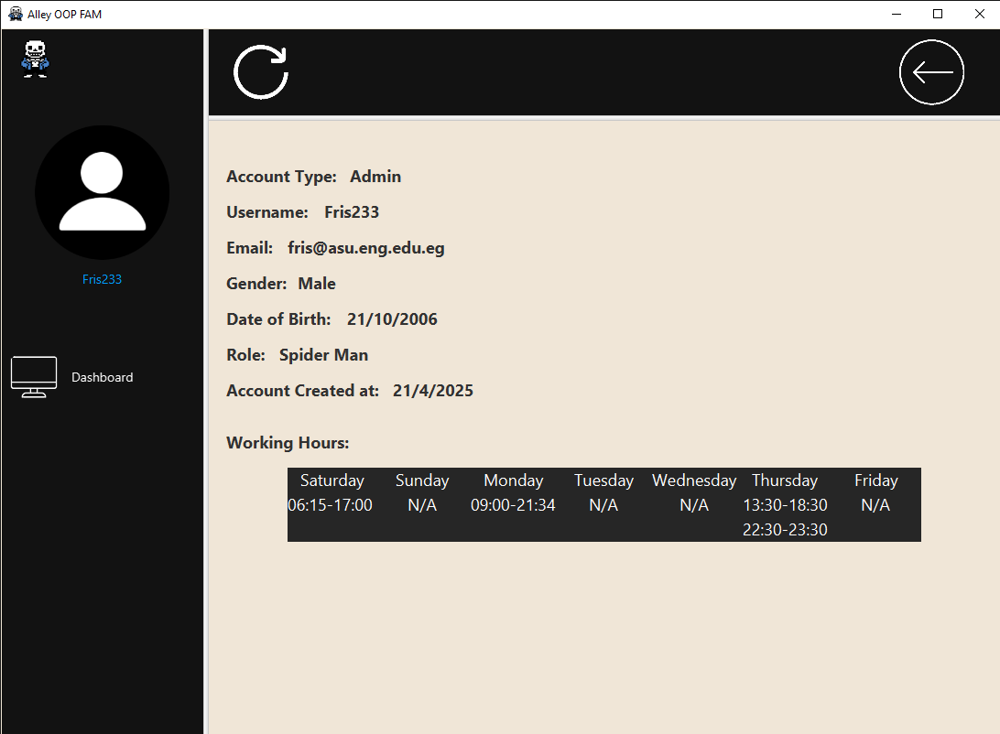 Alley OOP FAM
Fris233
Dashboard
Account Type: Admin
Username: Fris233
Email: fris@asu.eng.edu.eg
Gender: Male
Date of Birth: 21/10/2006
Role: Spider Man
Account Created at: 21/4/2025
Working Hours:
Saturday Sunday Monday Tuesday Wednesday Thursday Friday
06:15-17:00 N/A 09:00-21:34 N/A N/A 13:30-18:30 N/A
22:30-23:30